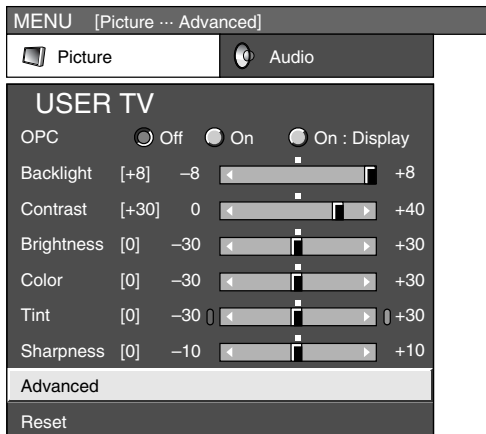 MENU [Picture ··· Advanced]
Picture Audio
USER TV
OPC Off On On : Display
Backlight [+8] –8 +8
Contrast [+30] 0 +40
Brightness [0] –30 +30
Color [0] –30 +30
Tint [0] –30 +30
Sharpness [0] –10 +10
Advanced
Reset